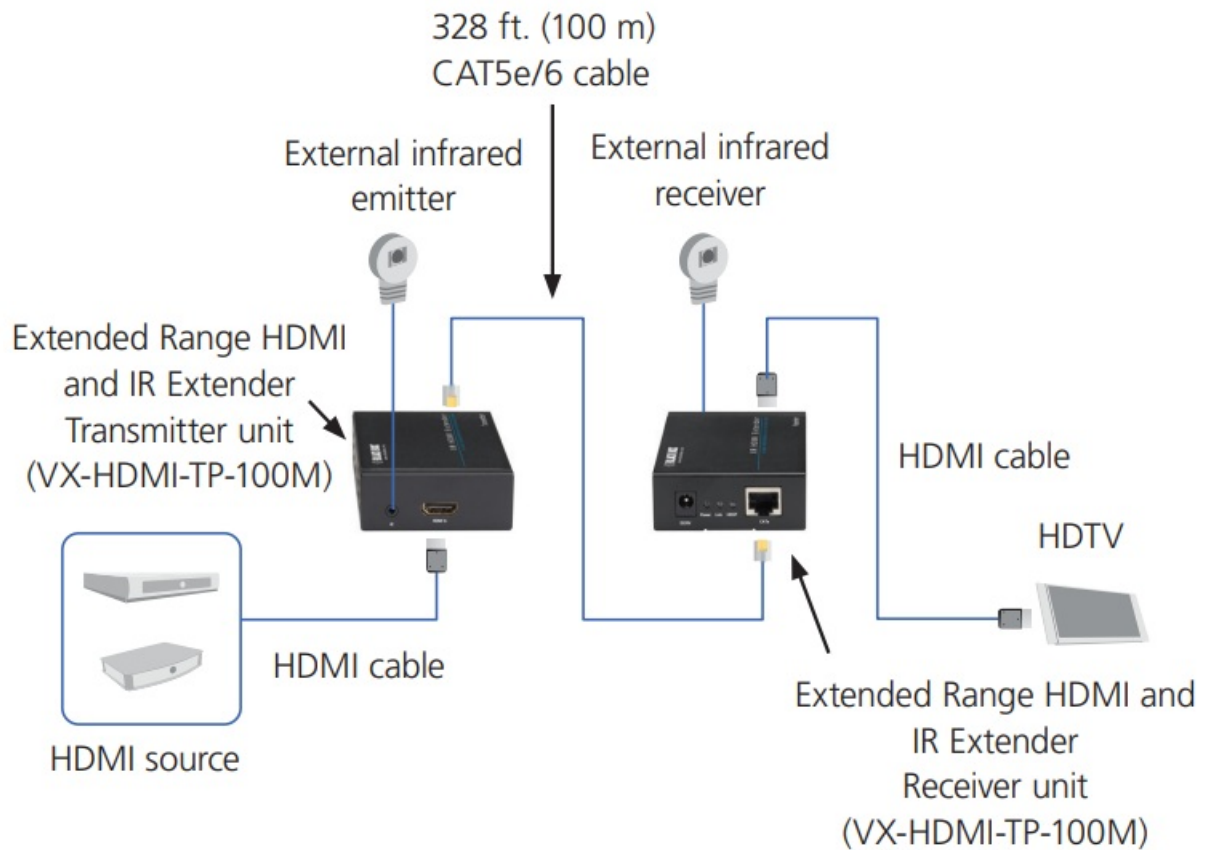 328 ft. (100 m)
CAT5e/6 cable
External infrared
emitter
External infrared
receiver
Extended Range HDMI
and IR Extender
Transmitter unit
(VX-HDMI-TP-100M)
HDMI cable
HDTV
HDMI cable
HDMI source
Extended Range HDMI and
IR Extender
Receiver unit
(VX-HDMI-TP-100M)